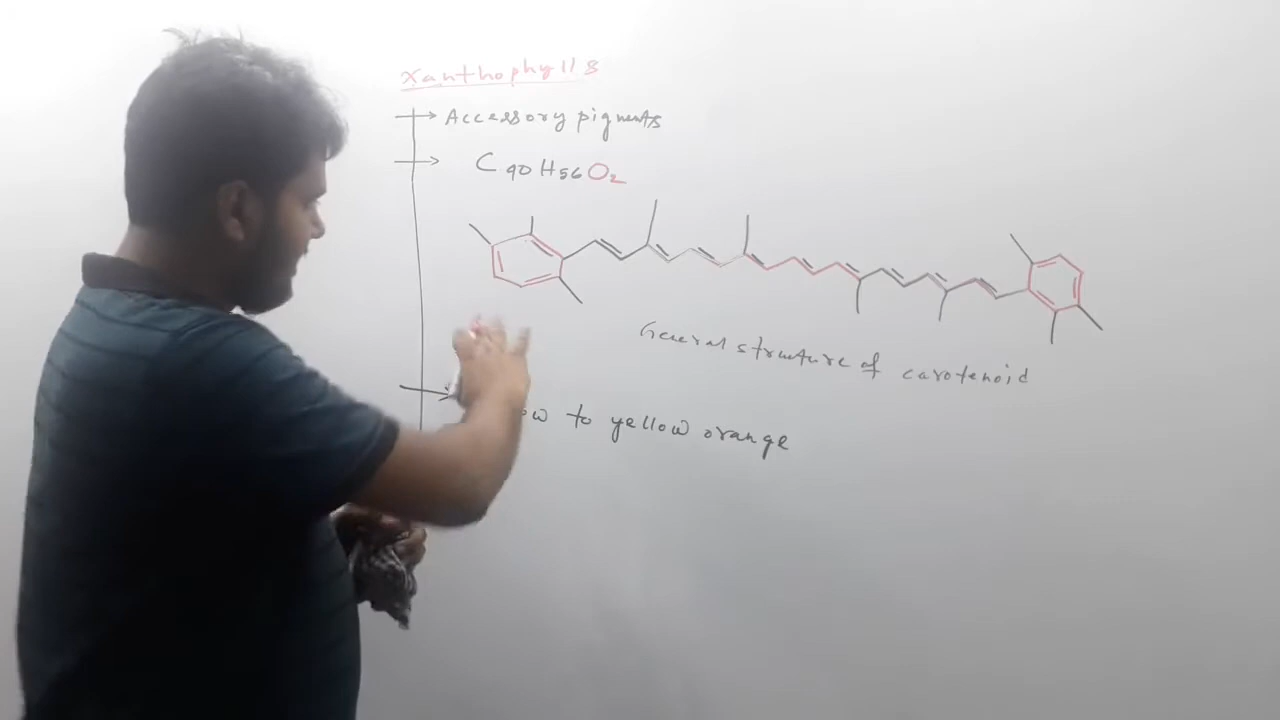 Xanthophylls
Accessory pigments
C40H56O2
General structure of carotenoid
to yellow orange